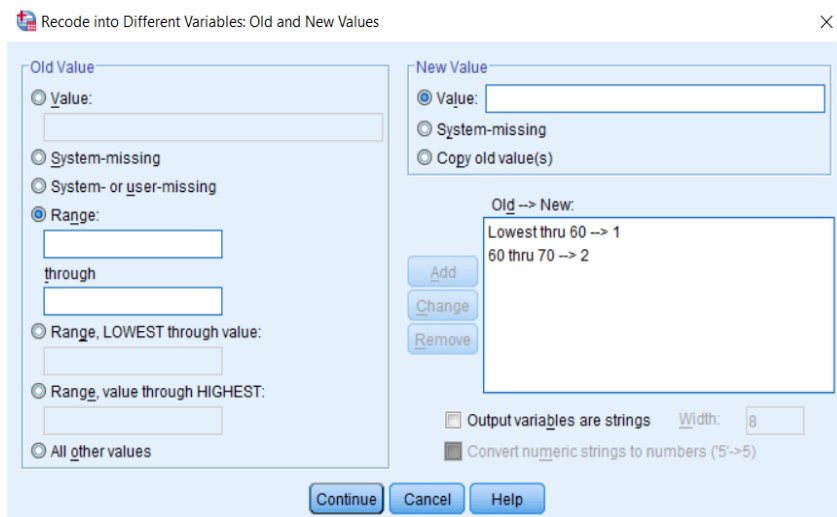 Recode into Different Variables: Old and New Values
Old Value
Value:
System-missing
System- or user-missing
Range:
through
Range, LOWEST through value:
Range, value through HIGHEST:
All other values
New Value
Value:
System-missing
Copy old value(s)
Old --> New:
Lowest thru 60 --> 1
60 thru 70 --> 2
Add
Change
Remove
Output variables are strings Width: 8
Convert numeric strings to numbers ('5'->5)
Continue Cancel Help